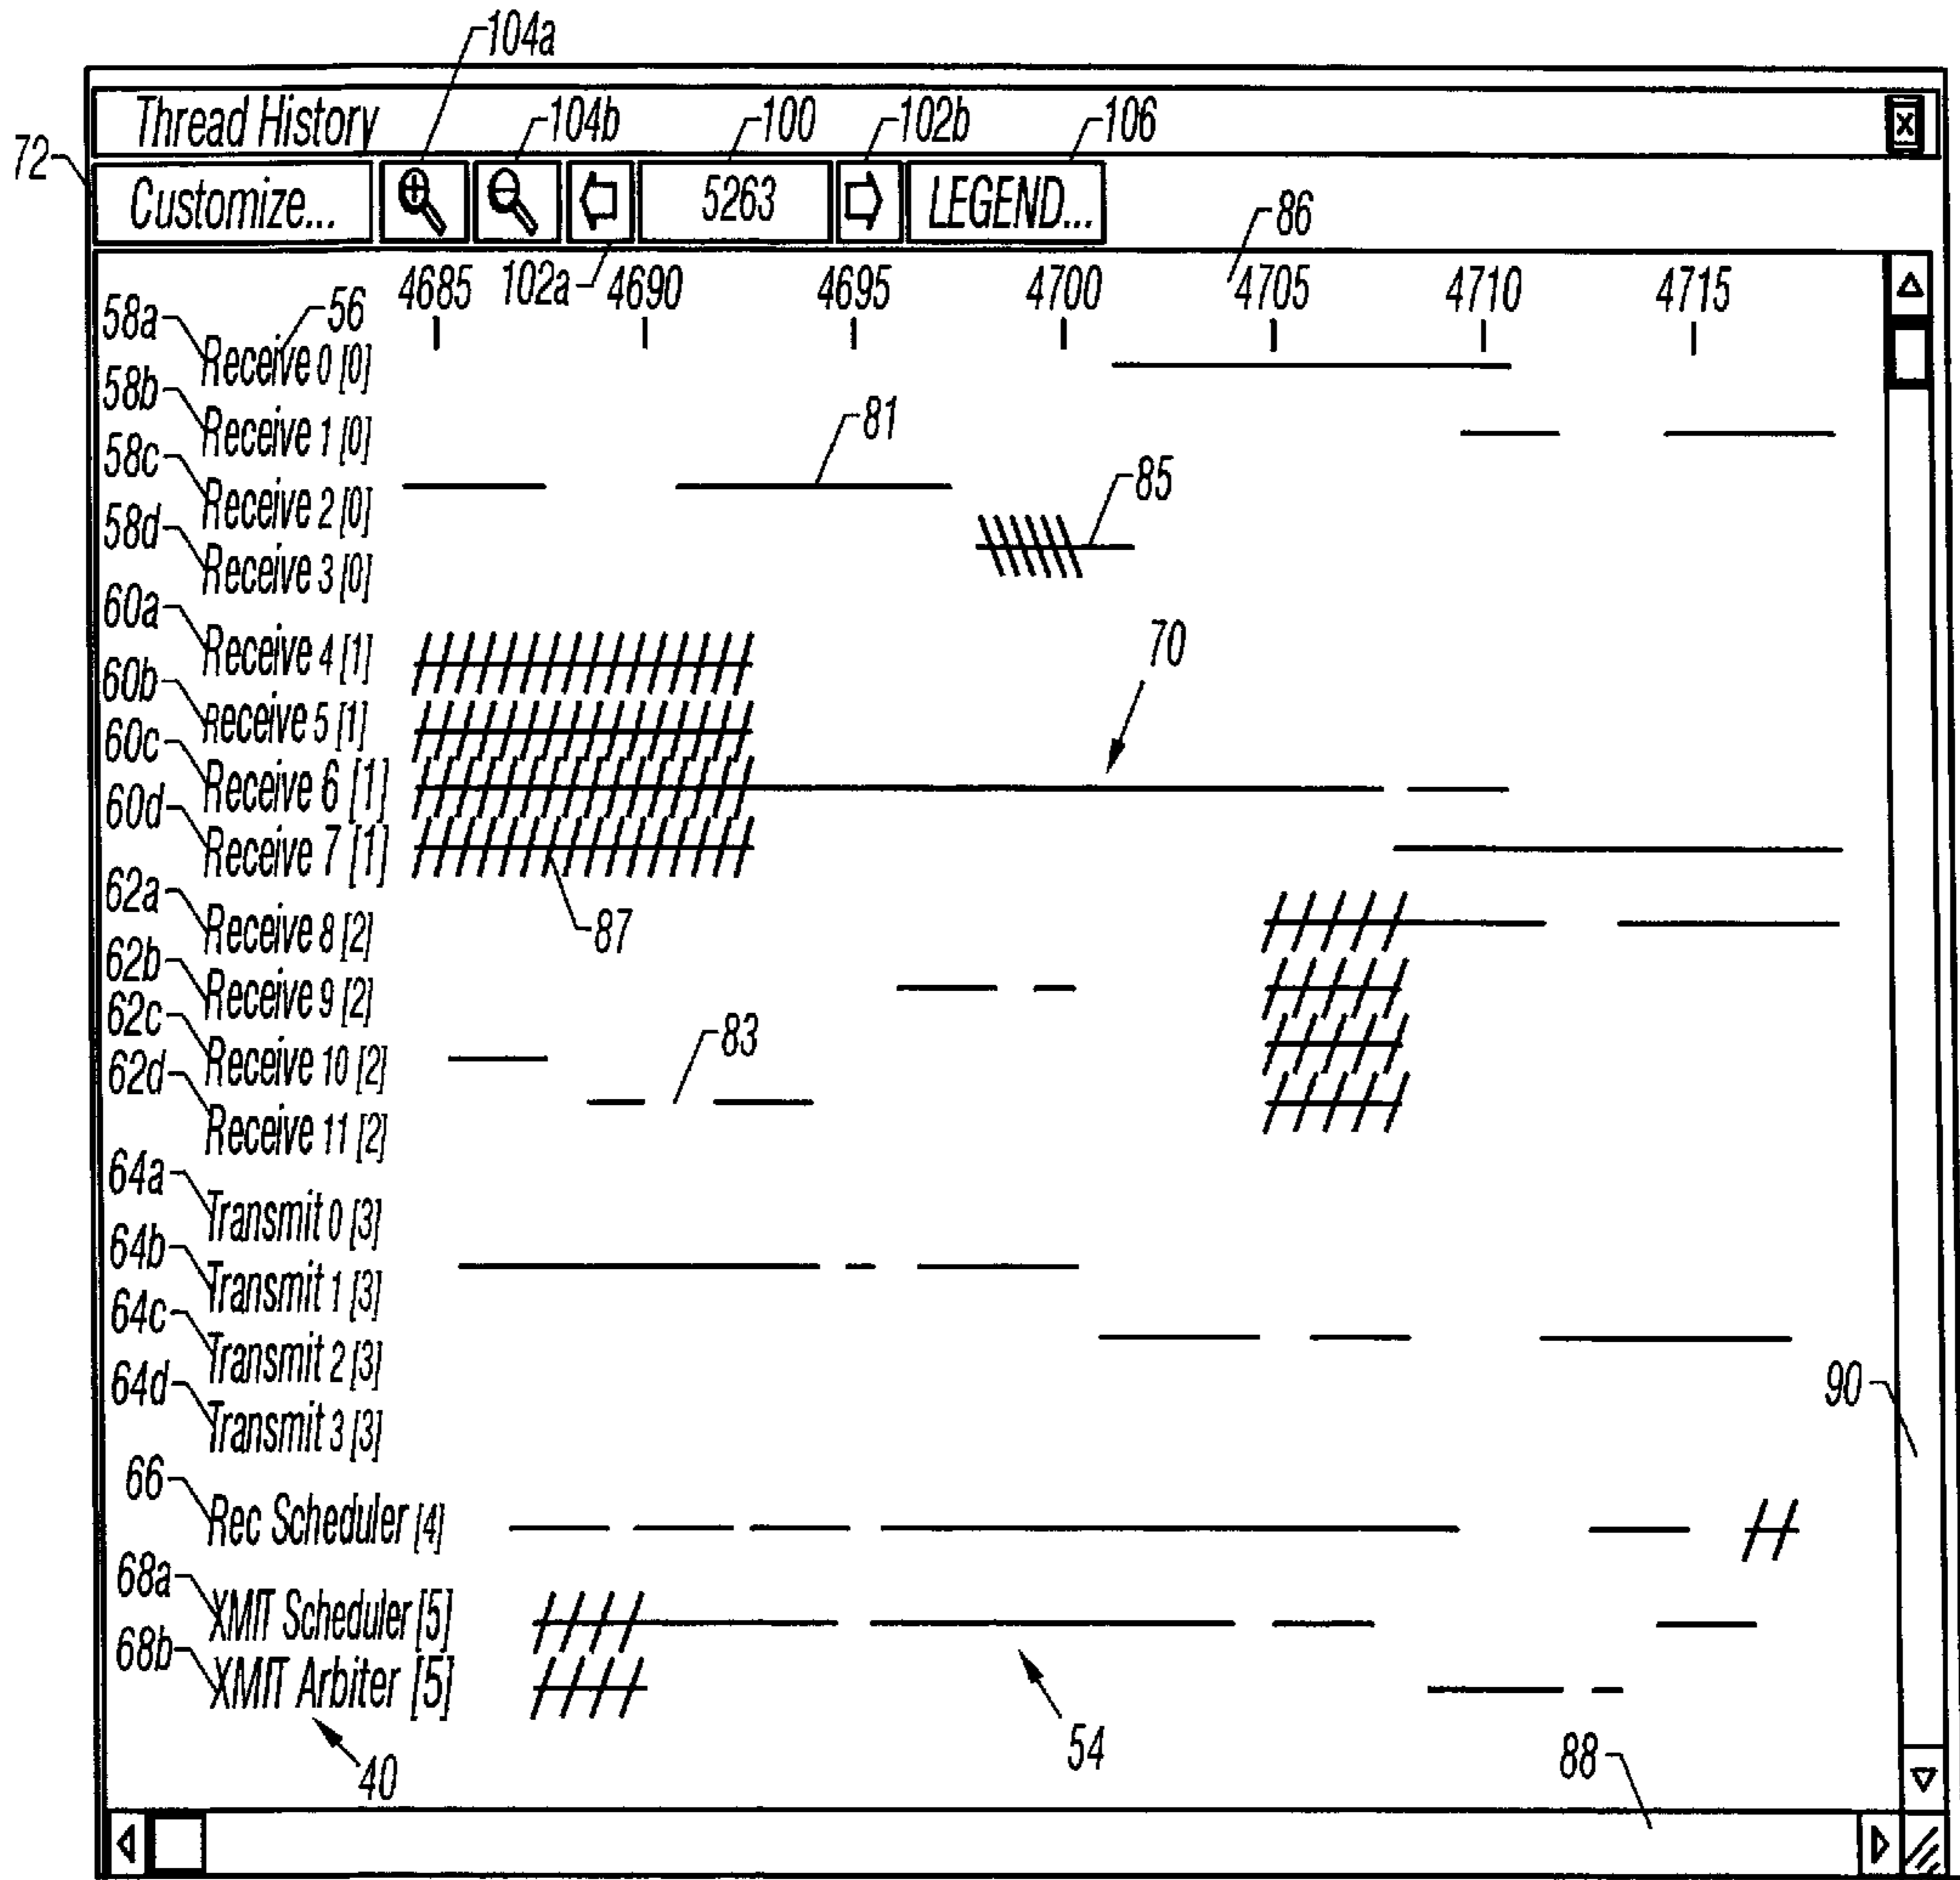 104a
Thread History
104b
100
102b
106
72
Customize...
5263
LEGEND...
86
102a
4685 4690 4695 4700 4705 4710 4715
58a
56
Receive 0 [0]
58b
Receive 1 [0]
81
58c
Receive 2 [0]
85
58d
Receive 3 [0]
60a
Receive 4 [1]
70
60b
Receive 5 [1]
60c
Receive 6 [1]
60d
Receive 7 [1]
62a
Receive 8 [2]
87
62b
Receive 9 [2]
62c
Receive 10 [2]
83
62d
Receive 11 [2]
64a
Transmit 0 [3]
64b
Transmit 1 [3]
64c
Transmit 2 [3]
64d
Transmit 3 [3]
90
66
Rec Scheduler [4]
68a
XMIT Scheduler [5]
68b
XMIT Arbiter [5]
54
88
40